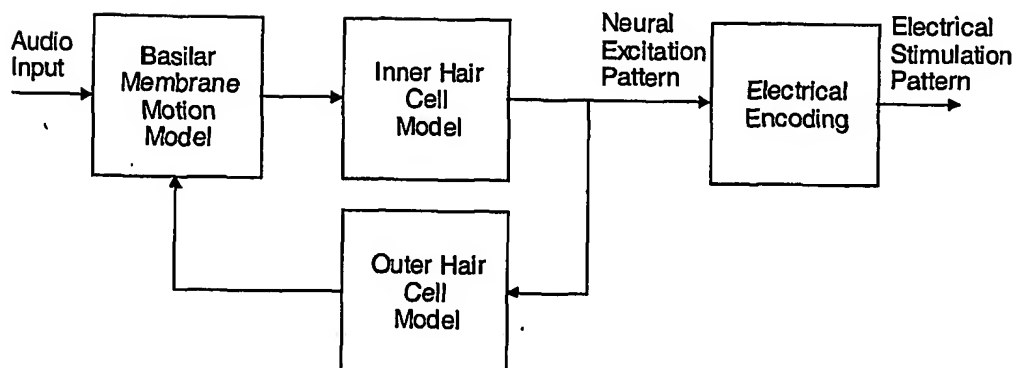 Audio
Input
Basilar
Membrane
Motion
Model
Inner Hair
Cell
Model
Neural
Excitation
Pattern
Electrical
Encoding
Electrical
Stimulation
Pattern
Outer Hair
Cell
Model